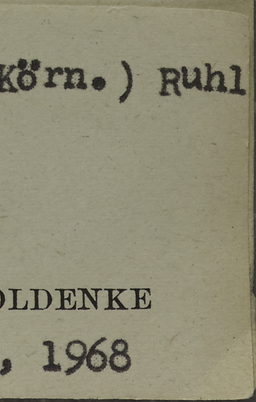 Körn.) Ruhl
OLDENKE
, 1968